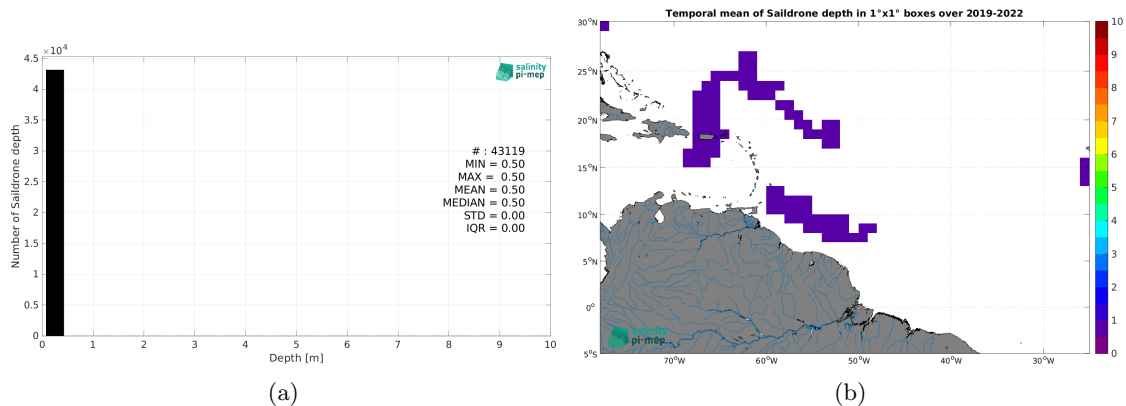 ×10⁴
4.5
4
3.5
3
2.5
2
1.5
1
0.5
0
Number of Saildrone depth
salinity
pi-mep
# : 43119
MIN = 0.50
MAX = 0.50
MEAN = 0.50
MEDIAN = 0.50
STD = 0.00
IQR = 0.00
0 1 2 3 4 5 6 7 8 9 10
Depth [m]
(a)
Temporal mean of Saildrone depth in 1°x1° boxes over 2019-2022
30°N
25°N
20°N
15°N
10°N
5°N
0°
5°S
70°W 60°W 50°W 40°W 30°W
salinity
pi-mep
10
9
8
7
6
5
4
3
2
1
0
(b)